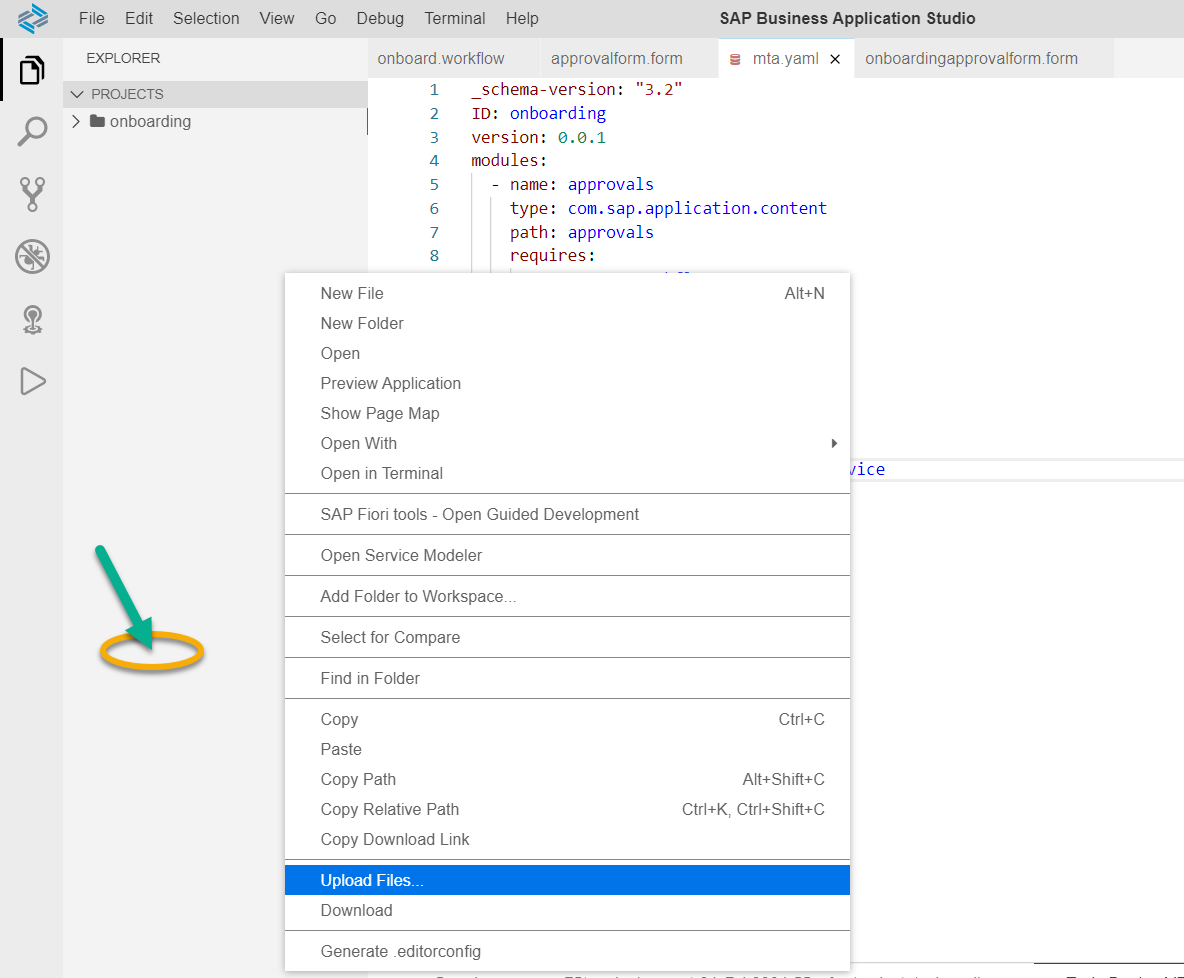 File Edit Selection View Go Debug Terminal Help SAP Business Application Studio
EXPLORER
PROJECTS
onboarding
onboard.workflow approvalform.form mta.yaml × onboardingapprovalform.form
1 _schema-version: "3.2"
2 ID: onboarding
3 version: 0.0.1
4 modules:
5 - name: approvals
6 type: com.sap.application.content
7 path: approvals
8 requires:
vice
New File Alt+N
New Folder
Open
Preview Application
Show Page Map
Open With
Open in Terminal
SAP Fiori tools - Open Guided Development
Open Service Modeler
Add Folder to Workspace...
Select for Compare
Find in Folder
Copy Ctrl+C
Paste
Copy Path Alt+Shift+C
Copy Relative Path Ctrl+K, Ctrl+Shift+C
Copy Download Link
Upload Files...
Download
Generate .editorconfig